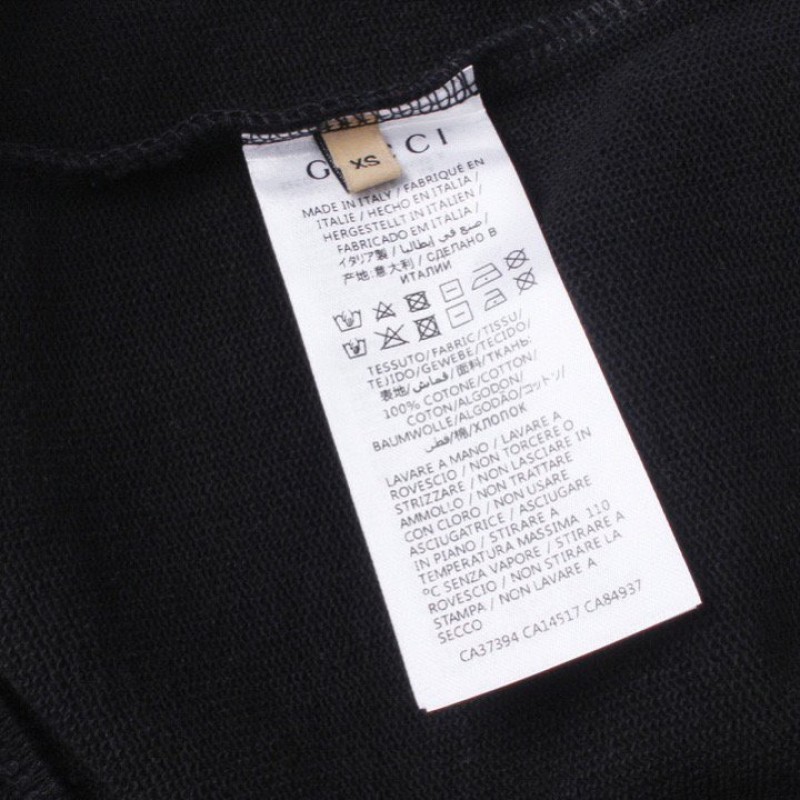 GUCCI
XS
MADE IN ITALY / FABRIQUÉ EN
ITALIE / HECHO EN ITALIA /
HERGESTELLT IN ITALIEN /
FABRICADO EM ITALIA /
イタリア製 / صنع في إيطاليا /
产地:意大利 / СДЕЛАНО В
ИТАЛИИ
TESSUTO/FABRIC/TISSU/
TEJIDO/GEWEBE/TECIDO/
表地/قماش/面料/ТКАНЬ:
100% COTONE/COTTON/
COTON/ALGODON/
BAUMWOLLE/ALGODÃO/コットン/
قطن/棉/ХЛОПОК
LAVARE A MANO / LAVARE A
ROVESCIO / NON TORCERE O
STRIZZARE / NON LASCIARE IN
AMMOLLO / NON TRATTARE
CON CLORO / NON USARE
ASCIUGATRICE / ASCIUGARE
IN PIANO / STIRARE A
TEMPERATURA MASSIMA 110
°C SENZA VAPORE / STIRARE A
ROVESCIO / NON STIRARE LA
STAMPA / NON LAVARE A
SECCO
CA37394 CA14517 CA84937